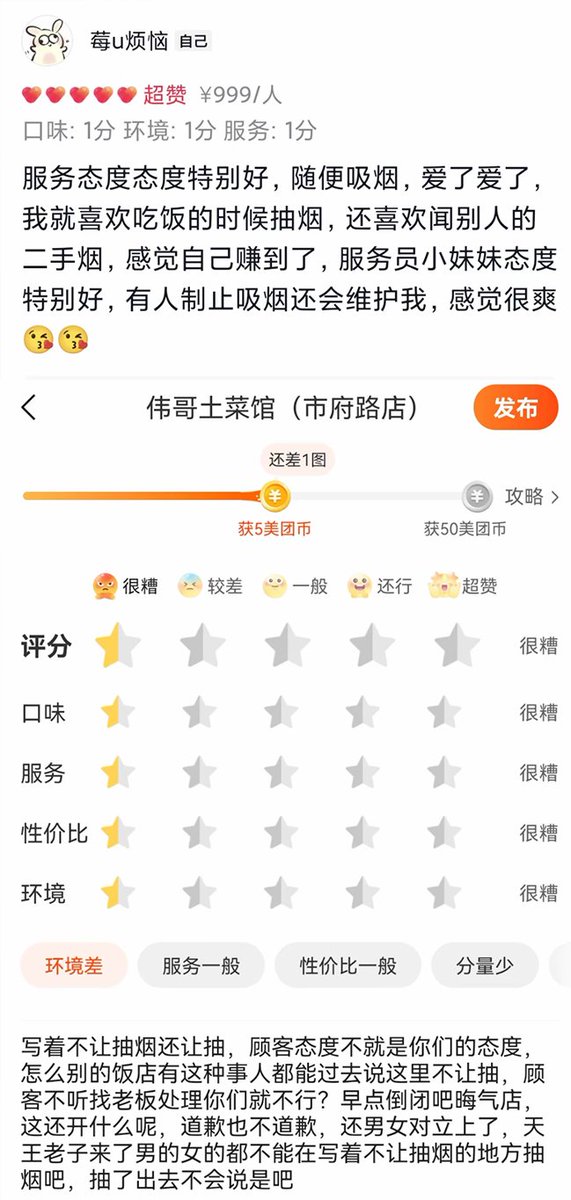 莓u烦恼 自己
超赞 ¥999/人
口味: 1分 环境: 1分 服务: 1分
服务态度态度特别好，随便吸烟，爱了爱了，
我就喜欢吃饭的时候抽烟，还喜欢闻别人的
二手烟，感觉自己赚到了，服务员小妹妹态度
特别好，有人制止吸烟还会维护我，感觉很爽
伟哥土菜馆（市府路店） 发布
还差1图
攻略
获5美团币 获50美团币
很糟 较差 一般 还行 超赞
评分 很糟
口味 很糟
服务 很糟
性价比 很糟
环境 很糟
环境差 服务一般 性价比一般 分量少
写着不让抽烟还让抽，顾客态度不就是你们的态度，
怎么别的饭店有这种事人都能过去说这里不让抽，顾
客不听找老板处理你们就不行？早点倒闭吧晦气店，
这还开什么呢，道歉也不道歉，还男女对立上了，天
王老子来了男的女的都不能在写着不让抽烟的地方抽
烟吧，抽了出去不会说是吧